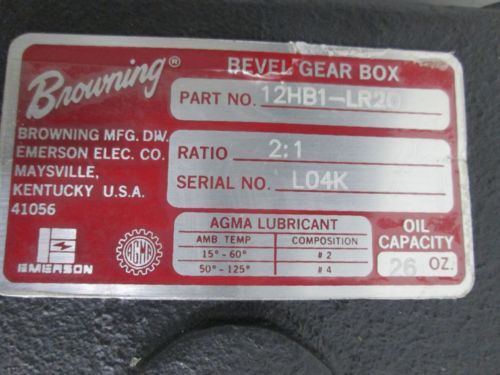 Browning®
BEVEL GEAR BOX
PART NO. 12HB1-LR20
BROWNING MFG. DIV.
EMERSON ELEC. CO.
MAYSVILLE,
KENTUCKY U.S.A.
41056
RATIO 2:1
SERIAL NO. L04K
EMERSON
AGMA
AGMA LUBRICANT
AMB. TEMP COMPOSITION
15° - 60° # 2
50° - 125° # 4
OIL
CAPACITY
26 OZ.